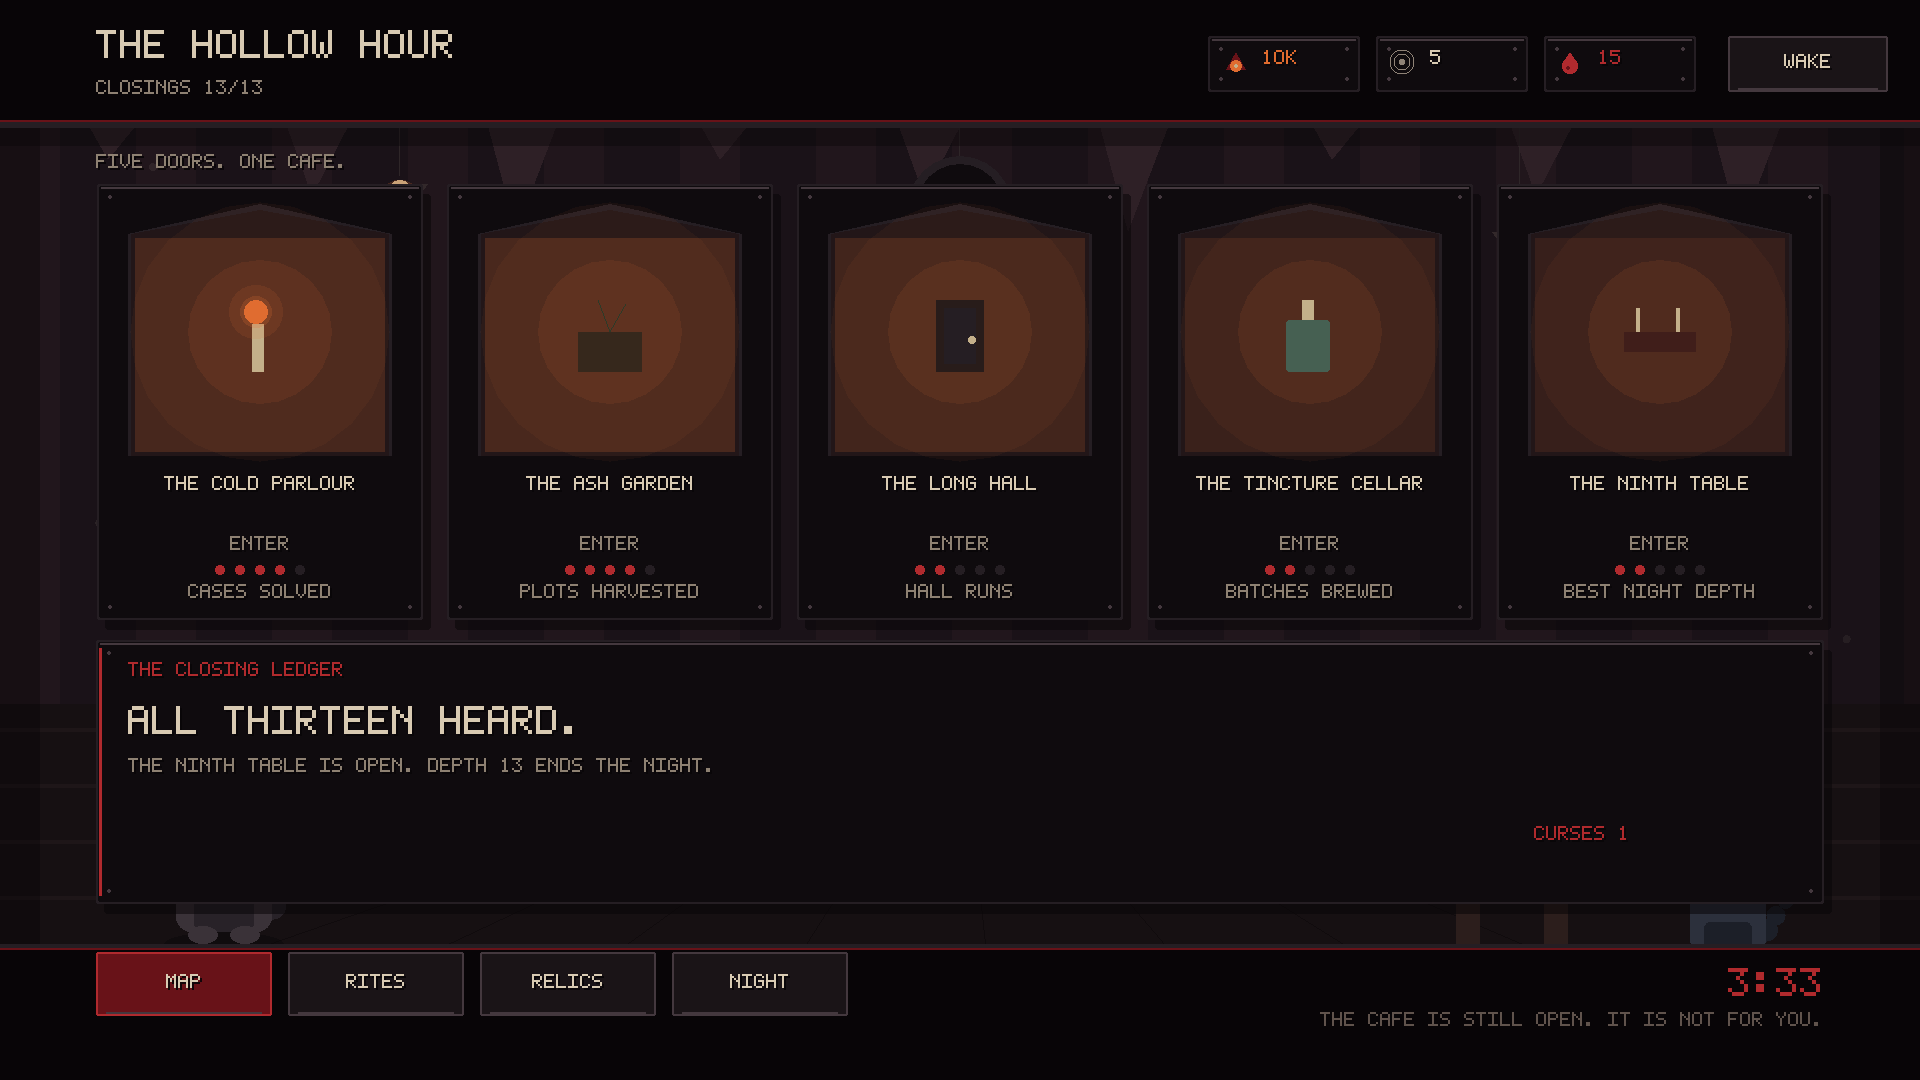 THE HOLLOW HOUR
CLOSINGS 13/13
10K
5
15
WAKE
FIVE DOORS. ONE CAFE.
THE COLD PARLOUR
ENTER
CASES SOLVED
THE ASH GARDEN
ENTER
PLOTS HARVESTED
THE LONG HALL
ENTER
HALL RUNS
THE TINCTURE CELLAR
ENTER
BATCHES BREWED
THE NINTH TABLE
ENTER
BEST NIGHT DEPTH
THE CLOSING LEDGER
ALL THIRTEEN HEARD.
THE NINTH TABLE IS OPEN. DEPTH 13 ENDS THE NIGHT.
CURSES 1
MAP
RITES
RELICS
NIGHT
3:33
THE CAFE IS STILL OPEN. IT IS NOT FOR YOU.